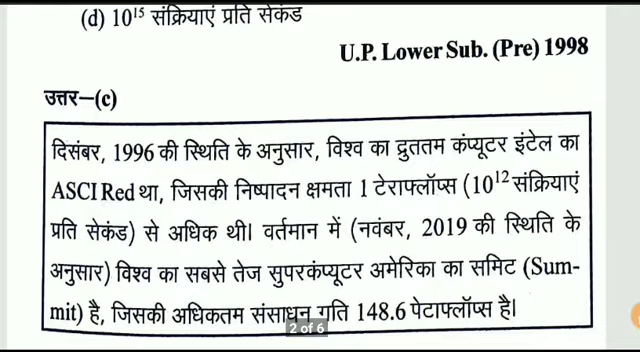 (d) 10¹⁵ संक्रियाएं प्रति सेकंड
U.P. Lower Sub. (Pre) 1998
उत्तर–(c)
दिसंबर, 1996 की स्थिति के अनुसार, विश्व का द्रुततम कंप्यूटर इंटेल का
ASCI Red था, जिसकी निष्पादन क्षमता 1 टेराफ्लॉप्स (10¹² संक्रियाएं
प्रति सेकंड) से अधिक थी। वर्तमान में (नवंबर, 2019 की स्थिति के
अनुसार) विश्व का सबसे तेज सुपरकंप्यूटर अमेरिका का समिट (Sum-
mit) है, जिसकी अधिकतम संसाधन गति 148.6 पेटाफ्लॉप्स है।
2 of 6